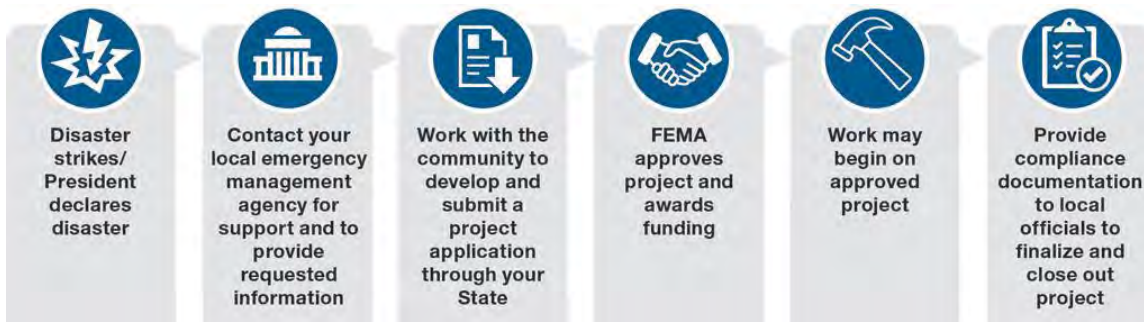 Disaster
strikes/
President
declares
disaster
Contact your
local emergency
management
agency for
support and to
provide
requested
information
Work with the
community to
develop and
submit a
project
application
through your
State
FEMA
approves
project and
awards
funding
Work may
begin on
approved
project
Provide
compliance
documentation
to local
officials to
finalize and
close out
project